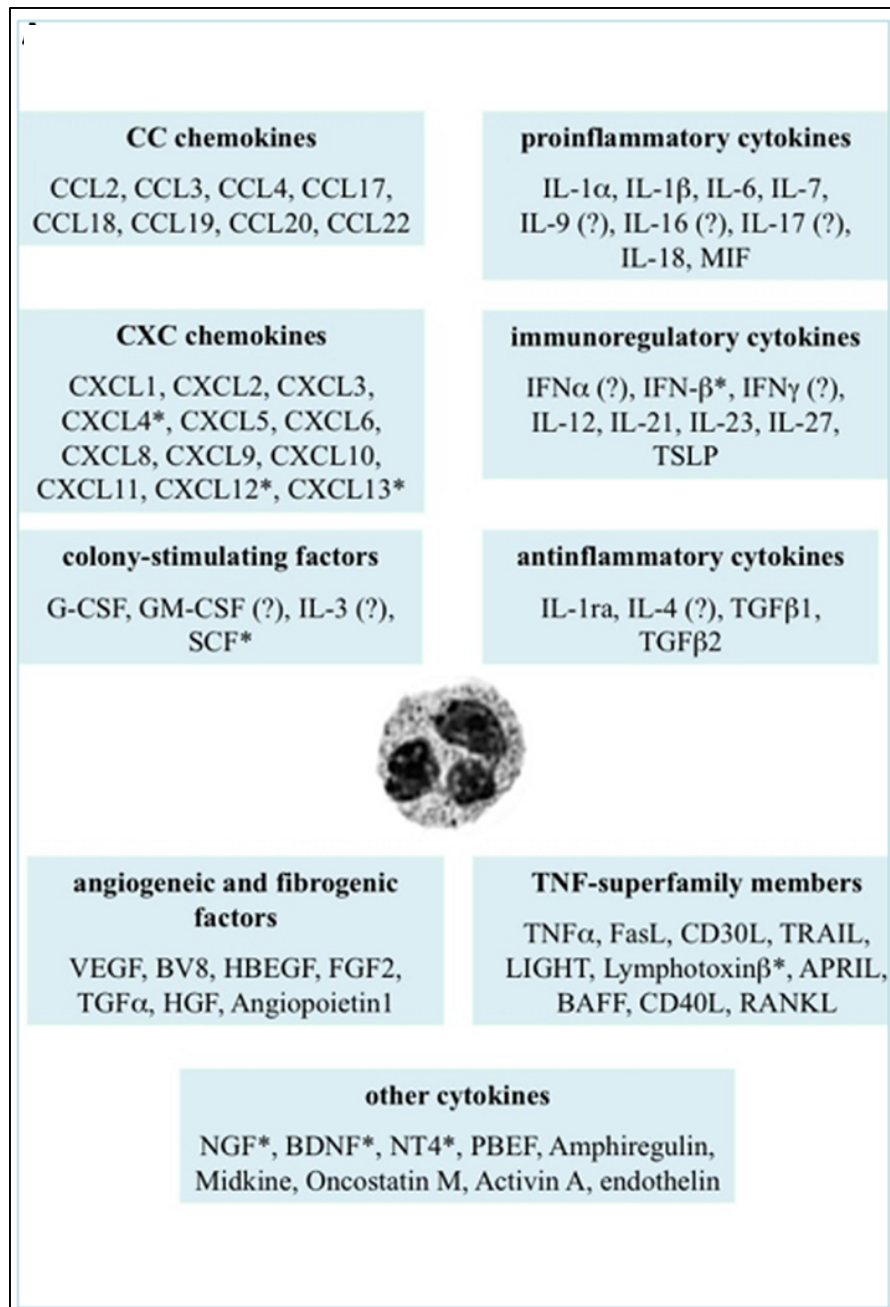 CC chemokines
CCL2, CCL3, CCL4, CCL17,
CCL18, CCL19, CCL20, CCL22
proinflammatory cytokines
IL-1α, IL-1β, IL-6, IL-7,
IL-9 (?), IL-16 (?), IL-17 (?),
IL-18, MIF
CXC chemokines
CXCL1, CXCL2, CXCL3,
CXCL4*, CXCL5, CXCL6,
CXCL8, CXCL9, CXCL10,
CXCL11, CXCL12*, CXCL13*
immunoregulatory cytokines
IFNα (?), IFN-β*, IFNγ (?),
IL-12, IL-21, IL-23, IL-27,
TSLP
colony-stimulating factors
G-CSF, GM-CSF (?), IL-3 (?),
SCF*
antinflammatory cytokines
IL-1ra, IL-4 (?), TGFβ1,
TGFβ2
angiogeneic and fibrogenic
factors
VEGF, BV8, HBEGF, FGF2,
TGFα, HGF, Angiopoietin1
TNF-superfamily members
TNFα, FasL, CD30L, TRAIL,
LIGHT, Lymphotoxinβ*, APRIL,
BAFF, CD40L, RANKL
other cytokines
NGF*, BDNF*, NT4*, PBEF, Amphiregulin,
Midkine, Oncostatin M, Activin A, endothelin